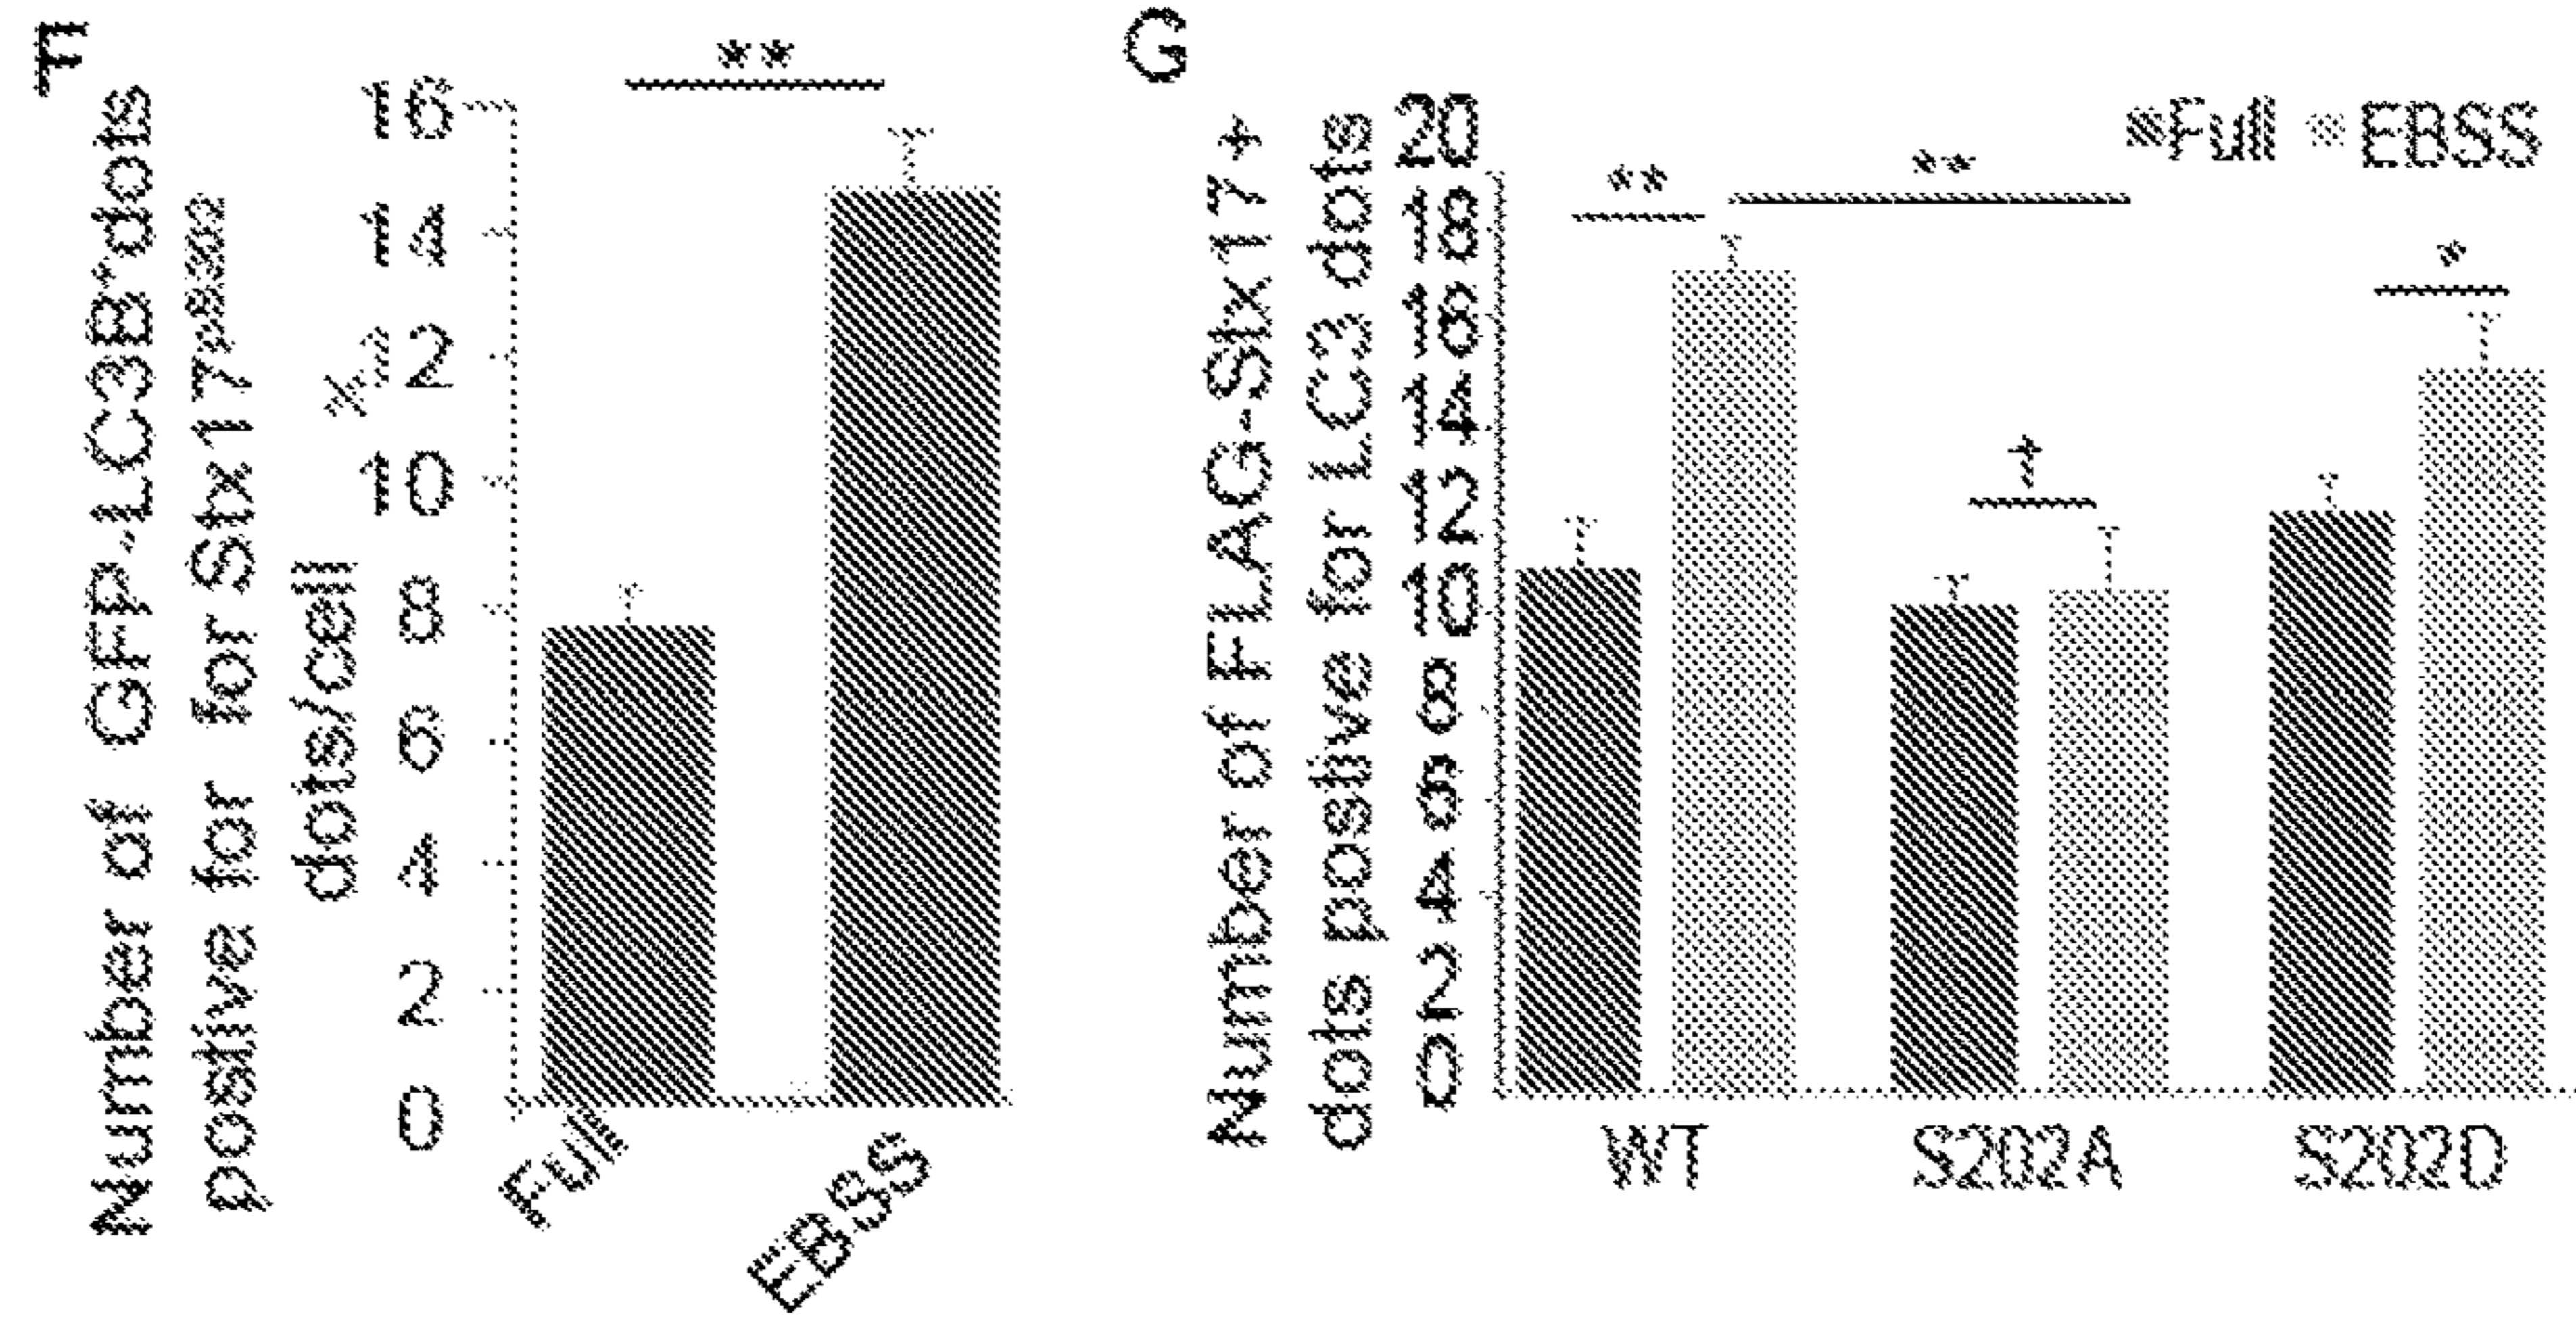 F
**
Number of GFP-LC3B+dots
positive for for Stx17pS202
dots/cell
16
14
12
10
8
6
4
2
0
Full
EBSS
G
Full EBSS
Number of FLAG-Stx17+
dots postive for LC3 dots
20
18
16
14
12
10
8
6
4
2
0
**
**
†
*
WT S202A S202D